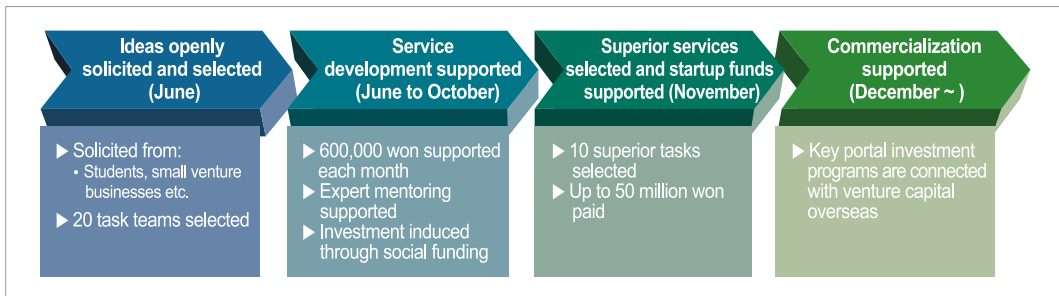 Ideas openly
solicited and selected
(June)
▶ Solicited from:
• Students, small venture
businesses etc.
▶ 20 task teams selected
Service
development supported
(June to October)
▶ 600,000 won supported
each month
▶ Expert mentoring
supported
▶ Investment induced
through social funding
Superior services
selected and startup funds
supported (November)
▶ 10 superior tasks
selected
▶ Up to 50 million won
paid
Commercialization
supported
(December ~ )
▶ Key portal investment
programs are connected
with venture capital
overseas